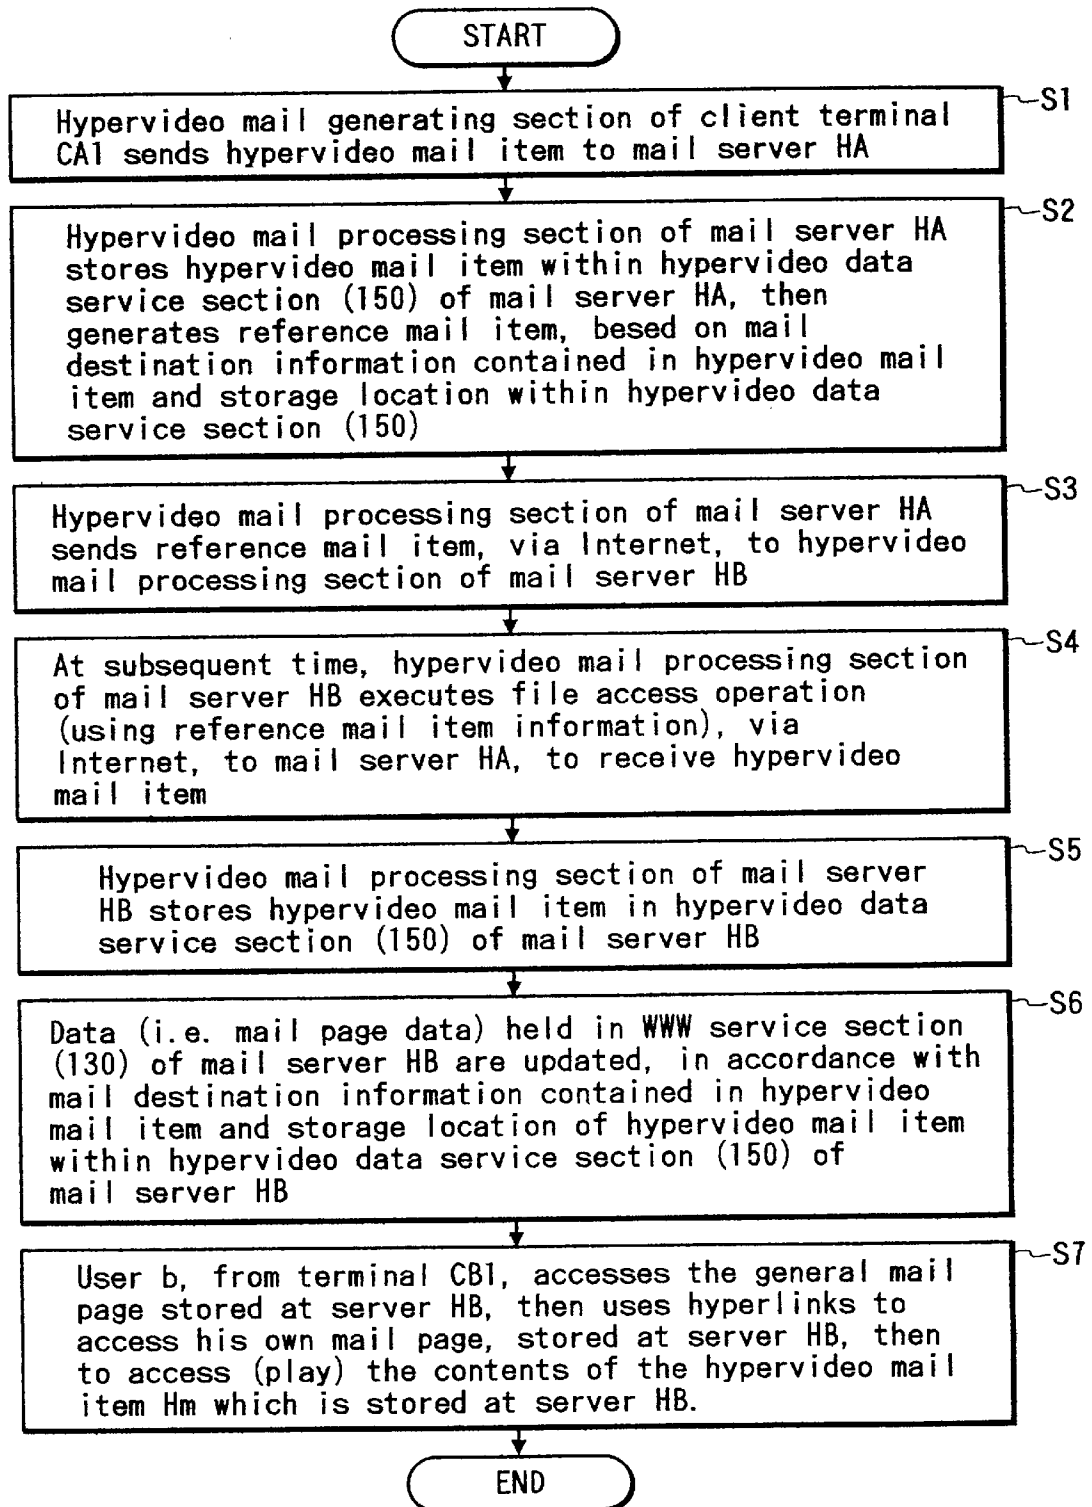 START
S1
Hypervideo mail generating section of client terminal
CA1 sends hypervideo mail item to mail server HA
S2
Hypervideo mail processing section of mail server HA
stores hypervideo mail item within hypervideo data
service section (150) of mail server HA, then
generates reference mail item, besed on mail
destination information contained in hypervideo mail
item and storage location within hypervideo data
service section (150)
S3
Hypervideo mail processing section of mail server HA
sends reference mail item, via Internet, to hypervideo
mail processing section of mail server HB
S4
At subsequent time, hypervideo mail processing section
of mail server HB executes file access operation
(using reference mail item information), via
Internet, to mail server HA, to receive hypervideo
mail item
S5
Hypervideo mail processing section of mail server
HB stores hypervideo mail item in hypervideo data
service section (150) of mail server HB
S6
Data (i.e. mail page data) held in WWW service section
(130) of mail server HB are updated, in accordance with
mail destination information contained in hypervideo
mail item and storage location of hypervideo mail item
within hypervideo data service section (150) of
mail server HB
S7
User b, from terminal CB1, accesses the general mail
page stored at server HB, then uses hyperlinks to
access his own mail page, stored at server HB, then
to access (play) the contents of the hypervideo mail
item Hm which is stored at server HB.
END